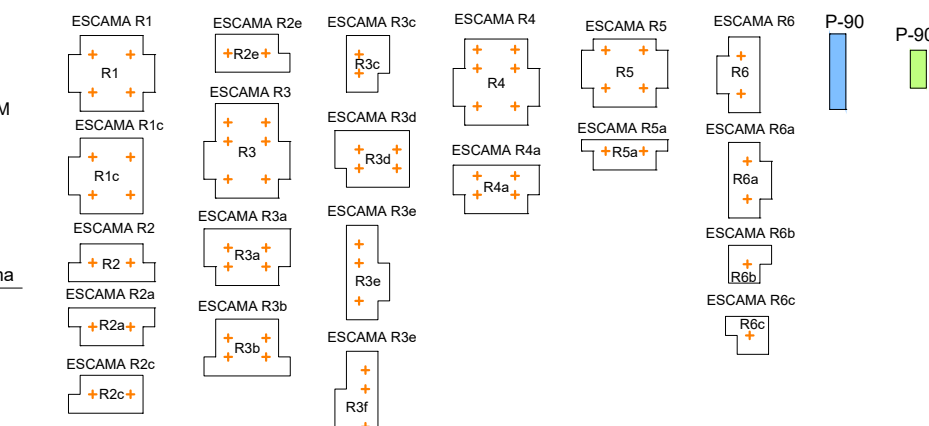 M
na
ESCAMA R1
R1
ESCAMA R1c
R1c
ESCAMA R2
R2
ESCAMA R2a
R2a
ESCAMA R2c
R2c
ESCAMA R2e
R2e
ESCAMA R3
R3
ESCAMA R3a
R3a
ESCAMA R3b
R3b
ESCAMA R3c
R3c
ESCAMA R3d
R3d
ESCAMA R3e
R3e
ESCAMA R3e
R3f
ESCAMA R4
R4
ESCAMA R4a
R4a
ESCAMA R5
R5
ESCAMA R5a
R5a
ESCAMA R6
R6
ESCAMA R6a
R6a
ESCAMA R6b
R6b
ESCAMA R6c
R6c
P-90
P-90